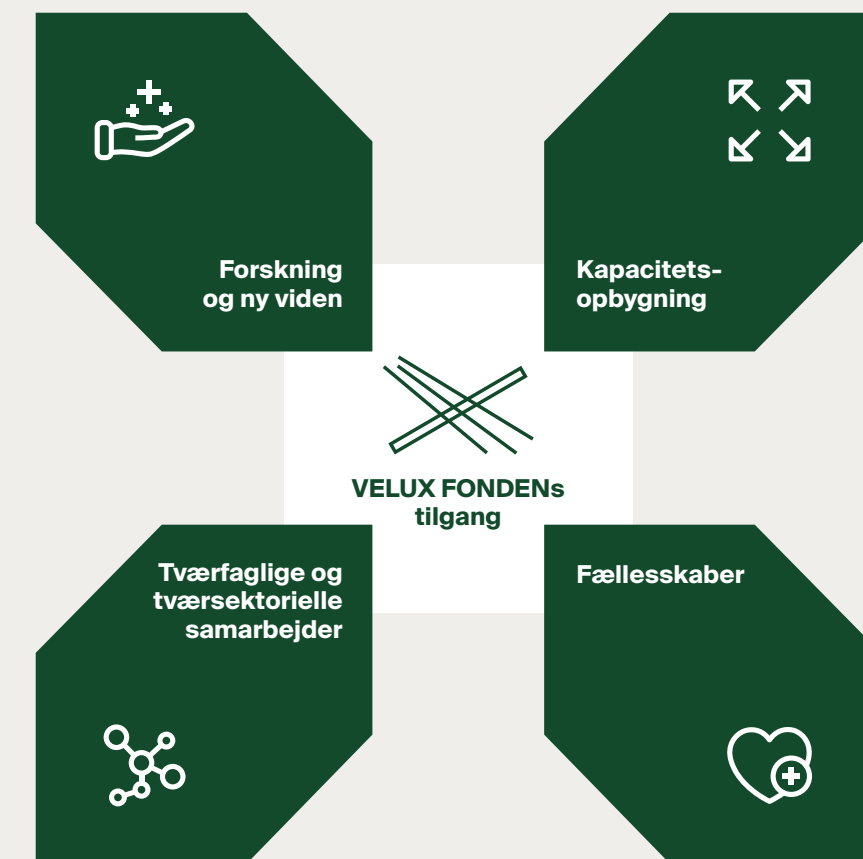 Forskning
og ny viden
Kapacitets-
opbygning
VELUX FONDENs
tilgang
Tværfaglige og
tværsektorielle
samarbejder
Fællesskaber